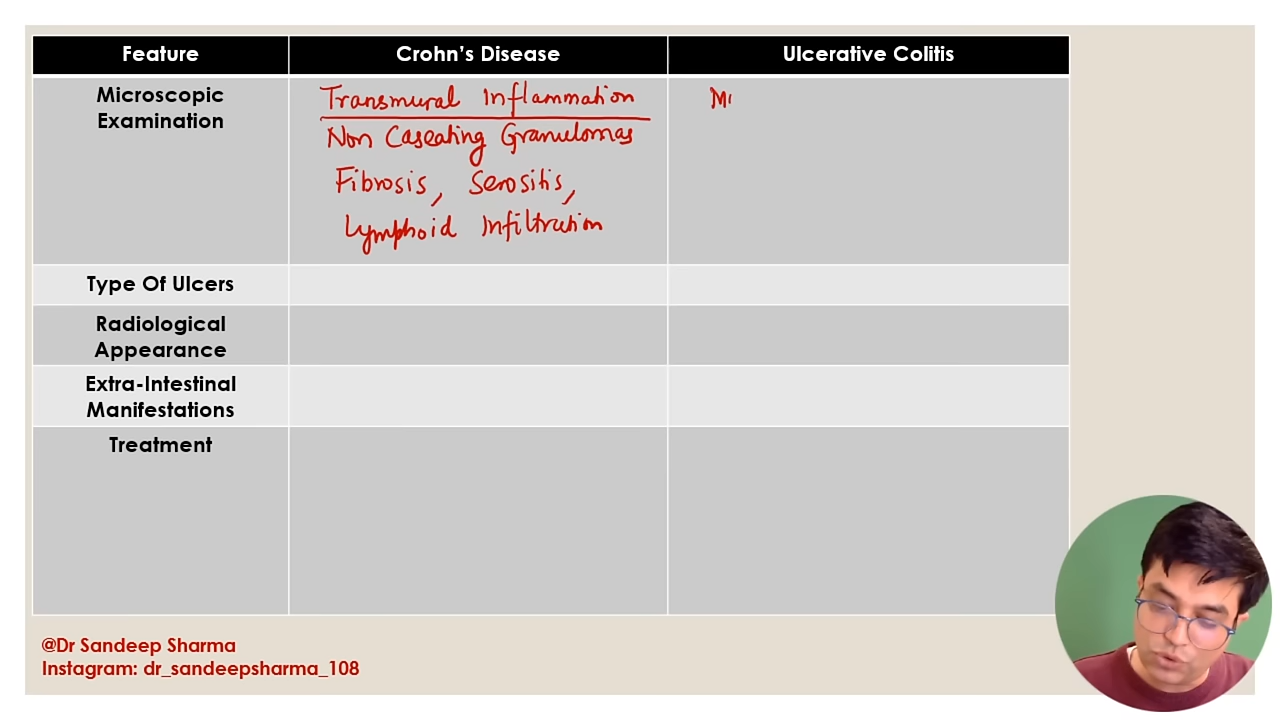 Feature
Crohn's Disease
Ulcerative Colitis
Microscopic
Examination
Transmural Inflammation
Non Caseating Granulomas
Fibrosis, Serositis,
Lymphoid Infiltration
Type Of Ulcers
Radiological
Appearance
Extra-Intestinal
Manifestations
Treatment
@Dr Sandeep Sharma
Instagram: dr_sandeepsharma_108